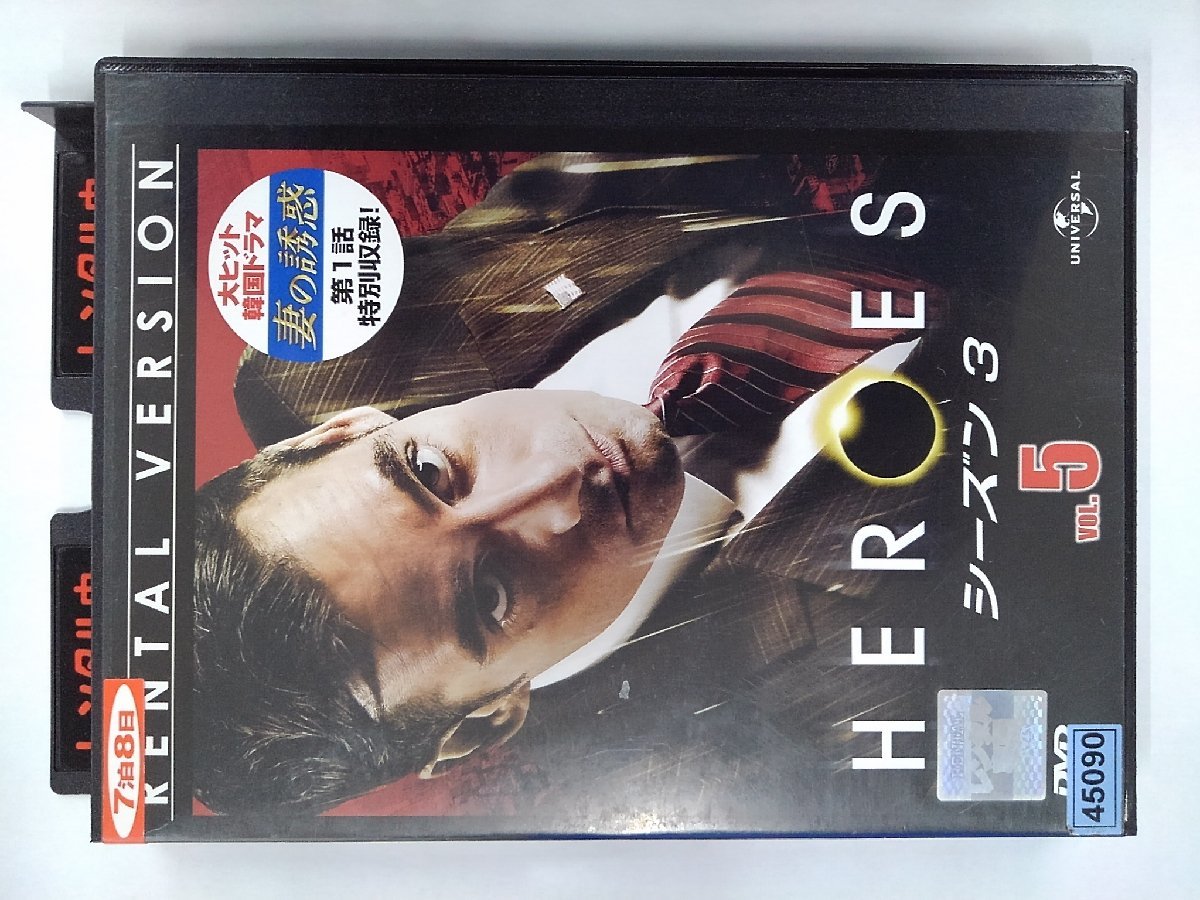 RENTAL VERSION
大ヒット
韓国ドラマ
妻の誘惑
第1話
特別収録!
HEROES
シーズン 3
VOL.5
UNIVERSAL
7泊8日
DVD
45090